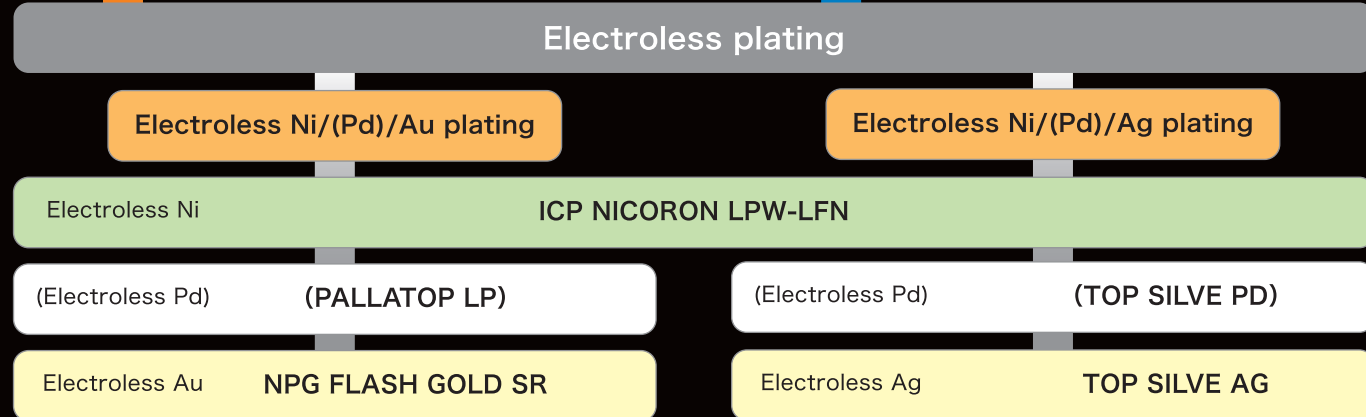 Electroless plating
Electroless Ni/(Pd)/Au plating
Electroless Ni/(Pd)/Ag plating
Electroless Ni ICP NICORON LPW-LFN
(Electroless Pd) (PALLATOP LP)
(Electroless Pd) (TOP SILVE PD)
Electroless Au NPG FLASH GOLD SR
Electroless Ag TOP SILVE AG